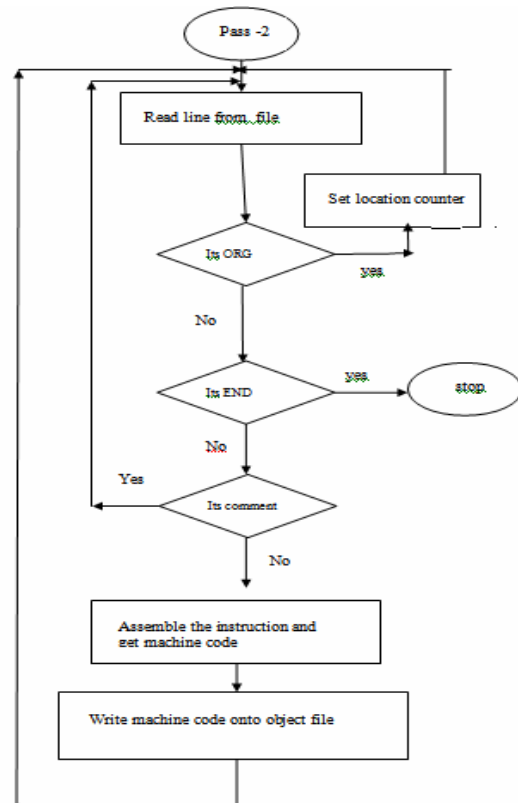 Pass -2
Read line from file
Set location counter
Its ORG
yes
No
Its END
yes
stop
No
Yes
Its comment
No
Assemble the instruction and
get machine code
Write machine code onto object file